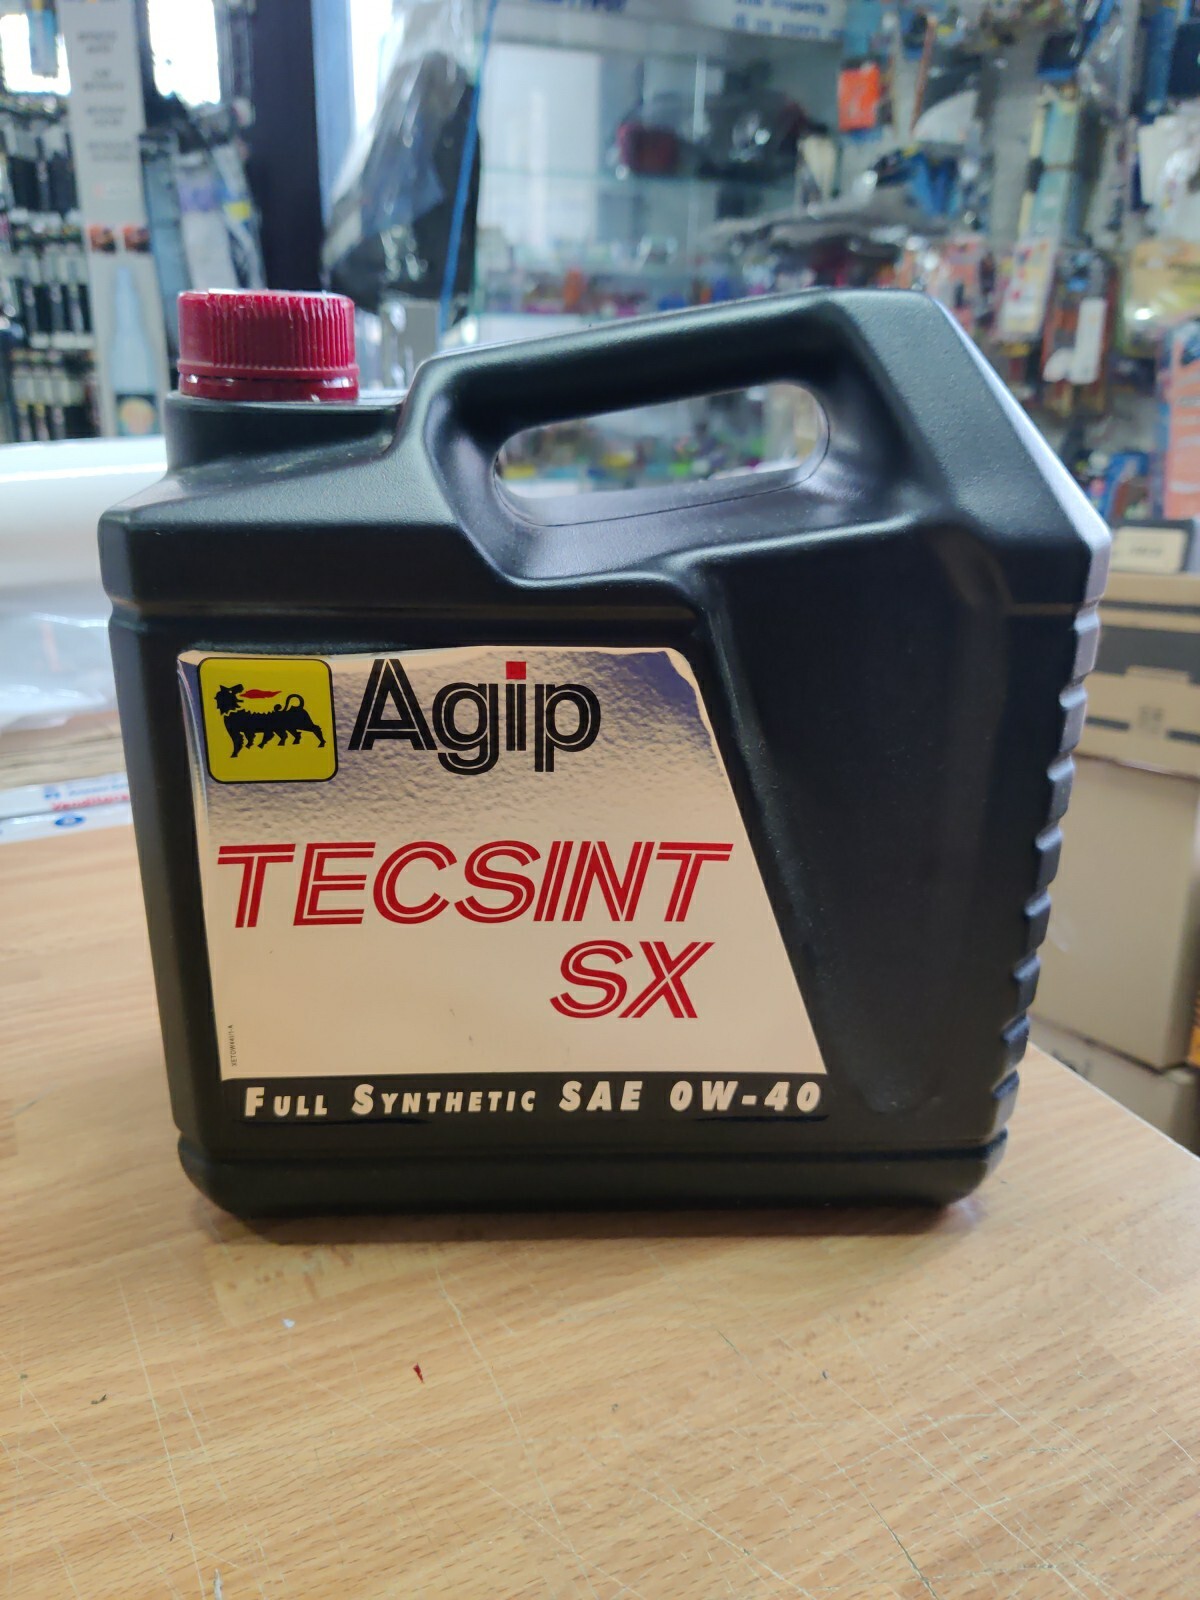 Agip
TECSINT
SX
FULL SYNTHETIC SAE 0W-40